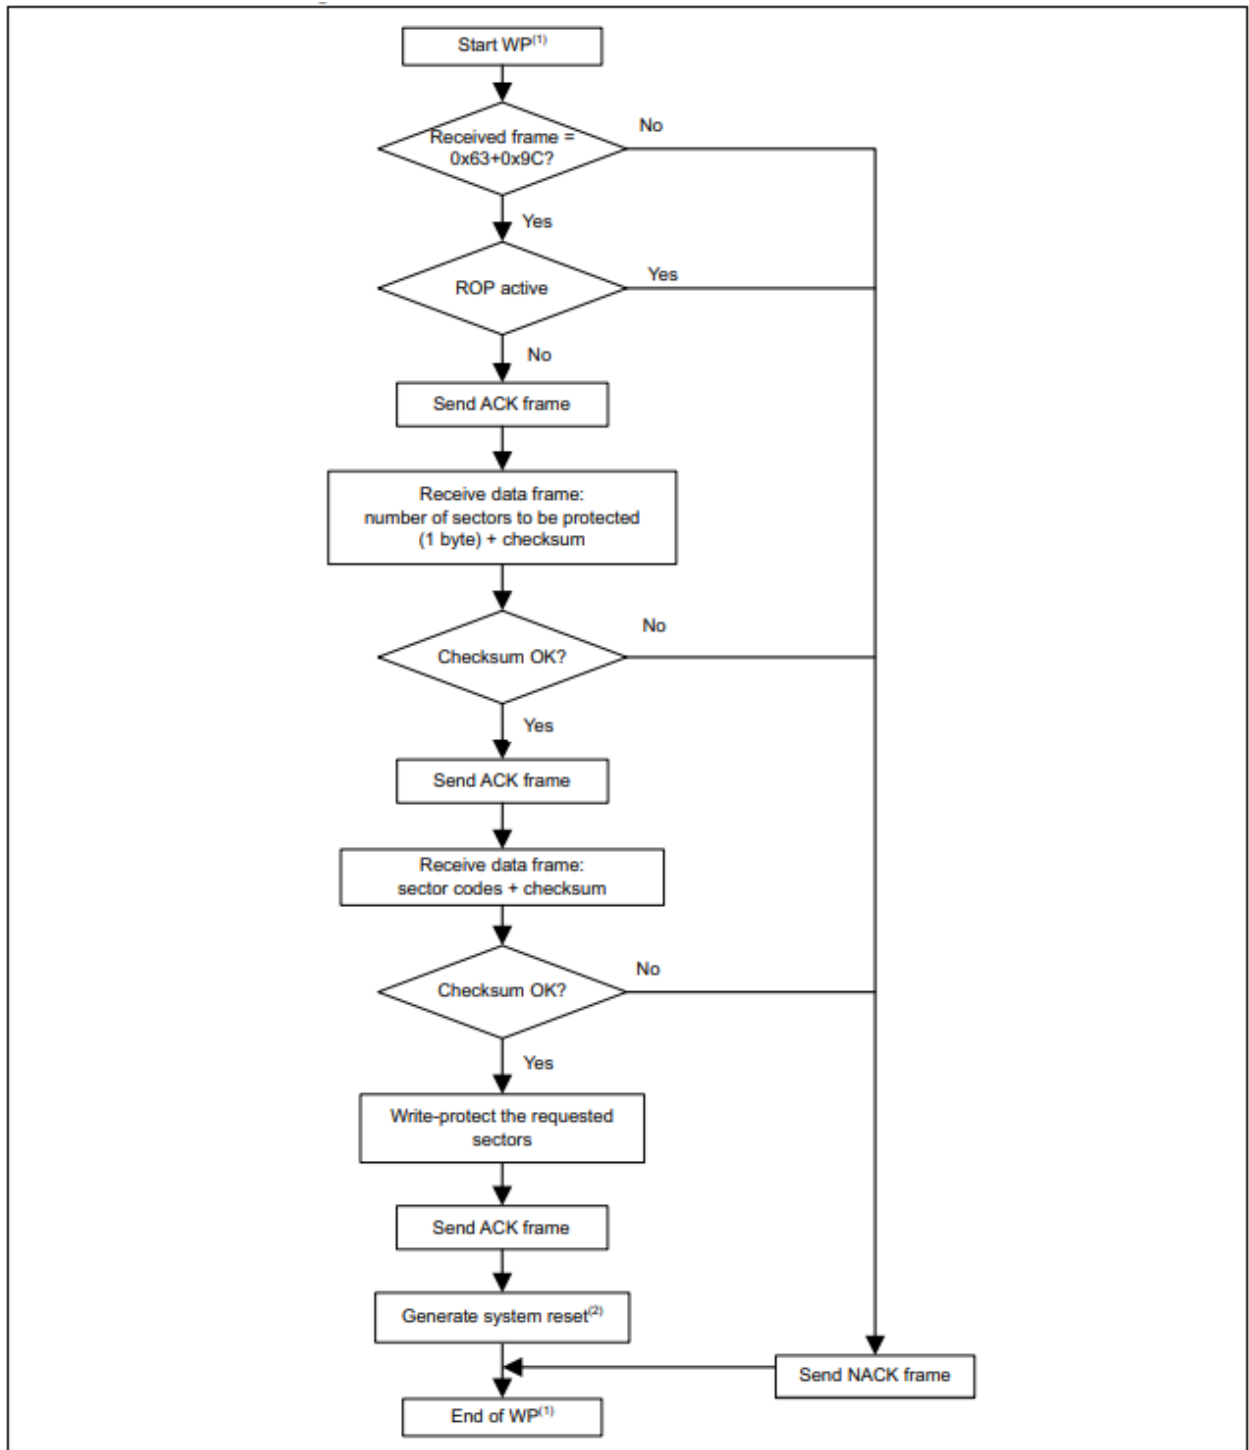 Start WP(1)
Received frame =
0x63+0x9C?
No
Yes
ROP active
Yes
No
Send ACK frame
Receive data frame:
number of sectors to be protected
(1 byte) + checksum
Checksum OK?
No
Yes
Send ACK frame
Receive data frame:
sector codes + checksum
Checksum OK?
No
Yes
Write-protect the requested
sectors
Send ACK frame
Generate system reset(2)
Send NACK frame
End of WP(1)